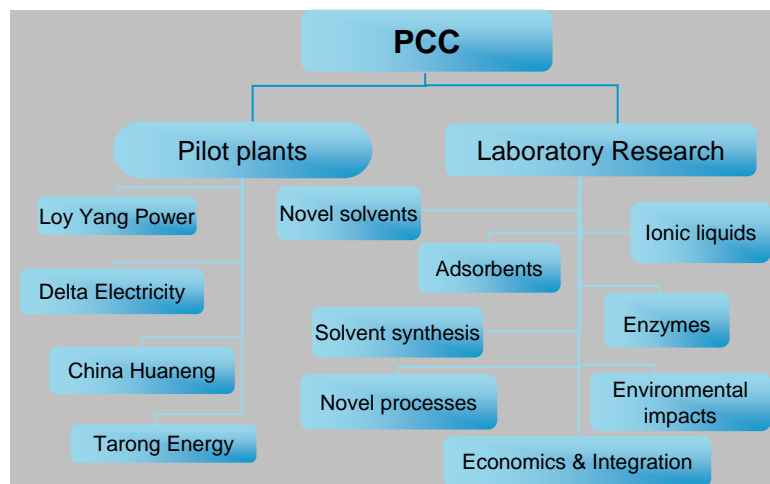 PCC
Pilot plants
Laboratory Research
Loy Yang Power
Delta Electricity
China Huaneng
Tarong Energy
Novel solvents
Ionic liquids
Adsorbents
Enzymes
Solvent synthesis
Novel processes
Environmental
impacts
Economics & Integration